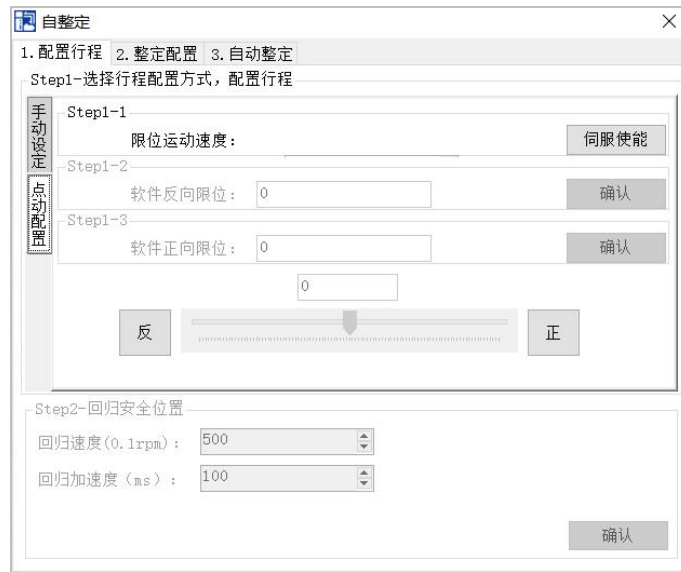 自整定
1.配置行程 2.整定配置 3.自动整定
Step1-选择行程配置方式，配置行程
手动设定
点动配置
Step1-1
限位运动速度： 伺服使能
Step1-2
软件反向限位： 0 确认
Step1-3
软件正向限位： 0 确认
0
反 正
Step2-回归安全位置
回归速度(0.1rpm)： 500
回归加速度（ms）： 100
确认